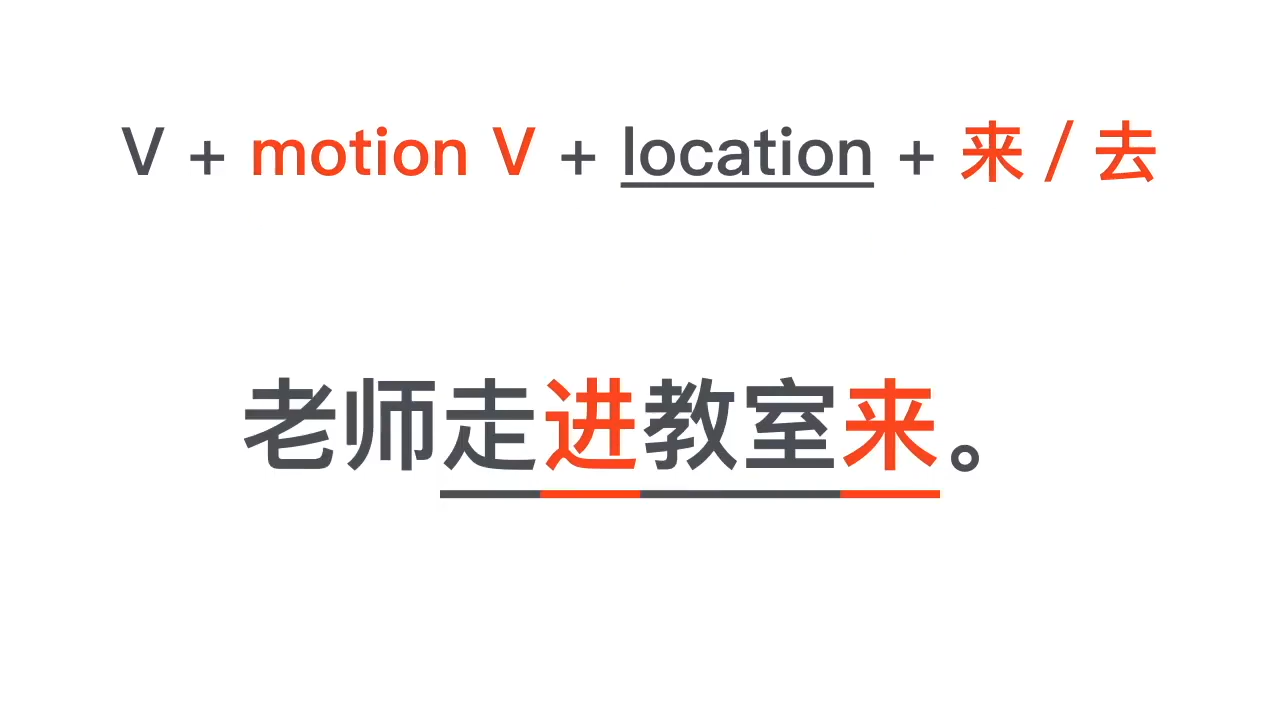 V + motion V + location + 来 / 去
老师走进教室来。